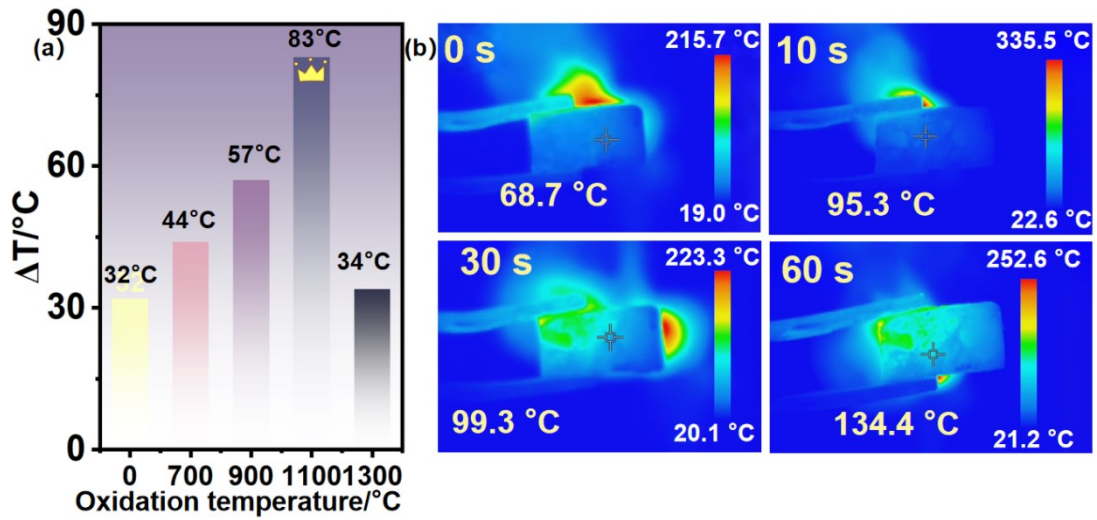 (a)
ΔT/°C
90
60
30
0
32°C
32
44°C
57°C
83°C
34°C
0 700 900 1100 1300
Oxidation temperature/°C
(b)
0 s
215.7 °C
68.7 °C
19.0 °C
10 s
335.5 °C
95.3 °C
22.6 °C
30 s
223.3 °C
99.3 °C
20.1 °C
60 s
252.6 °C
134.4 °C
21.2 °C